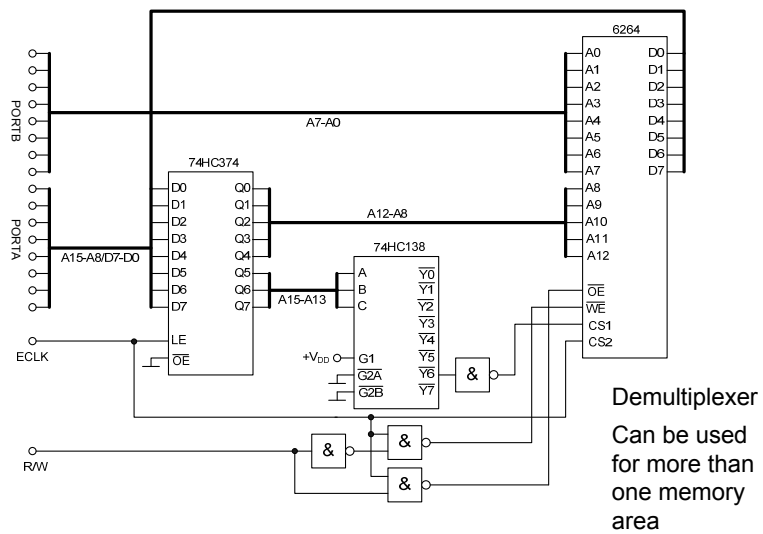 6264
A0 D0
A1 D1
A2 D2
A3 D3
A4 D4
A5 D5
A6 D6
A7 D7
A8
A9
A10
A11
A12
OE
WE
CS1
CS2
PORTB
A7-A0
74HC374
D0 Q0
D1 Q1
D2 Q2
D3 Q3
D4 Q4
D5 Q5
D6 Q6
D7 Q7
LE
OE
PORTA
A15-A8/D7-D0
A12-A8
A15-A13
74HC138
A Y0
B Y1
C Y2
Y3
Y4
+VDD G1 Y5
G2A Y6
G2B Y7
&
ECLK
R/W
&
&
&
Demultiplexer
Can be used
for more than
one memory
area